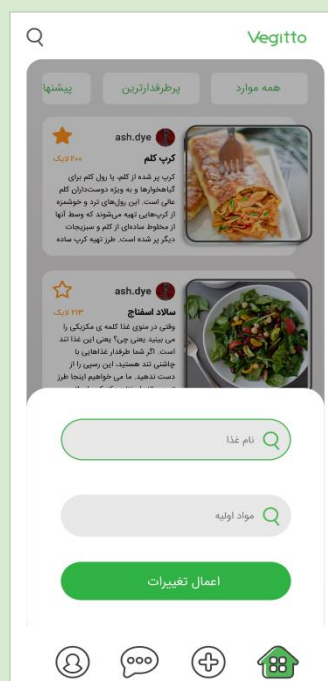 Vegitto
همه موارد
پرطرفدارترین
پیشنها
ash.dye
کرپ کلم
۲۰۰ لایک
کرپ پر شده از کلم، یا رول کلم برای
گیاهخوارها و به ویژه دوست‌داران کلم
عالی است. این رول‌های ترد و خوشمزه
از کرپ‌هایی تهیه می‌شوند که وسط آنها
از مخلوط ساده‌ای از کلم و سبزیجات
دیگر پر شده است. طرز تهیه کرپ ساده
ash.dye
سالاد اسفناج
۲۱۳ لایک
وقتی در منوی غذا کلمه ی مکزیکی را
می بینید یعنی چی؟ یعنی این غذا تند
است. اگر شما طرفدار غذاهایی با
چاشنی تند هستید، این رسپی را از
دست ندهید. ما می خواهیم اینجا طرز
نام غذا
مواد اولیه
اعمال تغییرات